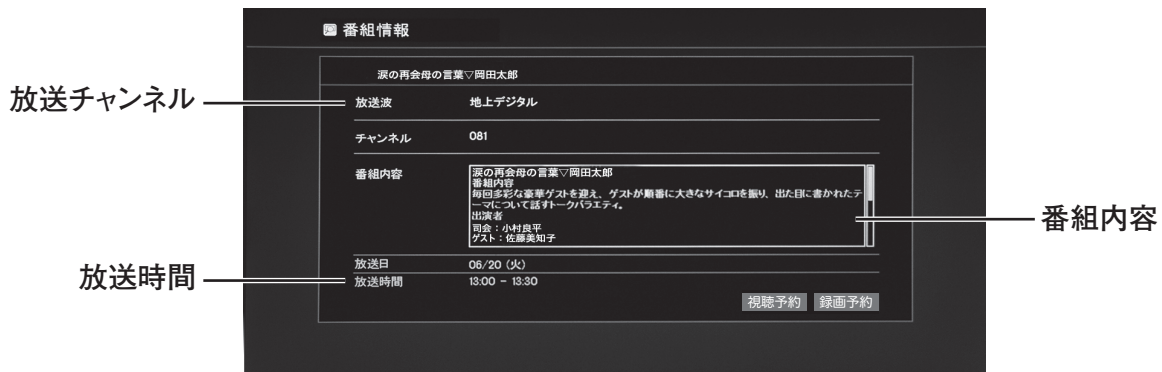 番組情報
涙の再会母の言葉▽岡田太郎
放送チャンネル
放送波 地上デジタル
チャンネル 081
番組内容 涙の再会母の言葉▽岡田太郎
番組内容
毎回多彩な豪華ゲストを迎え、ゲストが順番に大きなサイコロを振り、出た目に書かれたテ
ーマについて話すトークバラエティ。
出演者
司会：小村良平
ゲスト：佐藤美知子
番組内容
放送日 06/20 (火)
放送時間
放送時間 13:00 - 13:30
視聴予約 録画予約